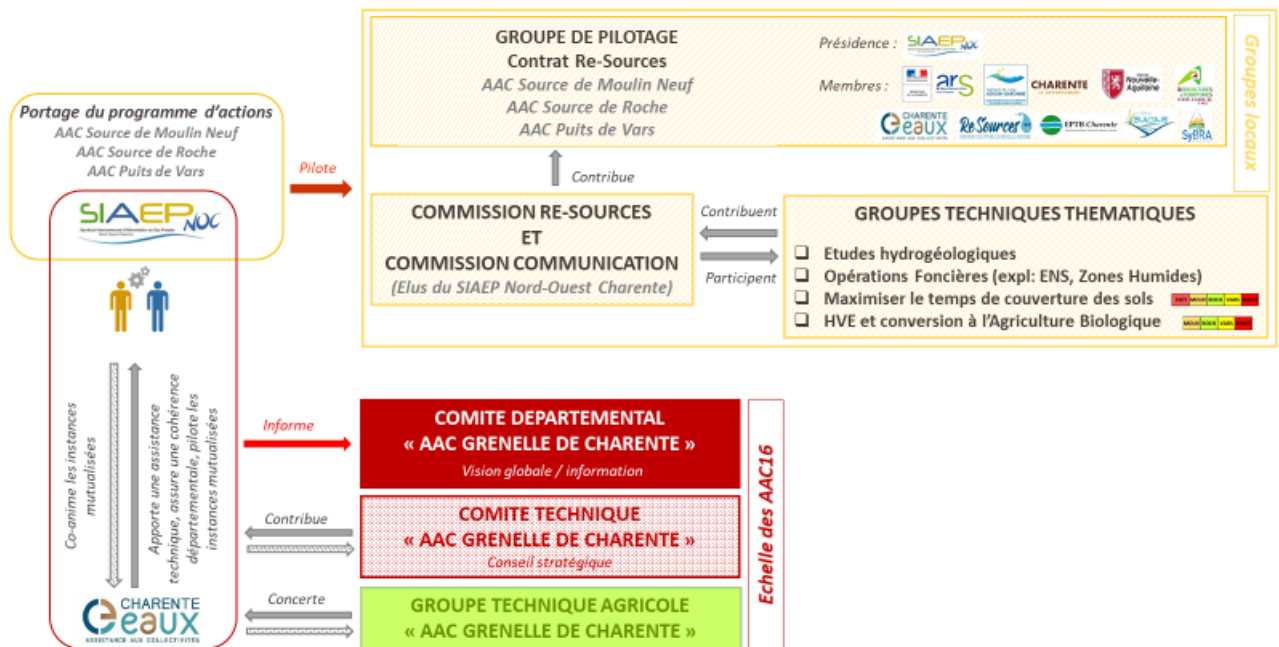 Portage du programme d'actions
AAC Source de Moulin Neuf
AAC Source de Roche
AAC Puits de Vars
SIAEP NOC
Pilote
GROUPE DE PILOTAGE
Contrat Re-Sources
AAC Source de Moulin Neuf
AAC Source de Roche
AAC Puits de Vars
Présidence :
SIAEP NOC
Membres :
ars
CHARENTE
Nouvelle-
Aquitaine
CHARENTE
eaux
Re Sources
EPTB Charente
SyBRA
Groupes locaux
Contribue
COMMISSION RE-SOURCES
ET
COMMISSION COMMUNICATION
(Elus du SIAEP Nord-Ouest Charente)
Contribuent
Participent
GROUPES TECHNIQUES THEMATIQUES
Etudes hydrogéologiques
Opérations Foncières (expl: ENS, Zones Humides)
Maximiser le temps de couverture des sols
HVE et conversion à l'Agriculture Biologique
Co-anime les instances
mutualisées
Apporte une assistance
technique, assure une cohérence
départementale, pilote les
instances mutualisées
CHARENTE
eaux
ASSISTANCE AUX COLLECTIVITÉS
Informe
COMITE DEPARTEMENTAL
« AAC GRENELLE DE CHARENTE »
Vision globale / information
Contribue
COMITE TECHNIQUE
« AAC GRENELLE DE CHARENTE »
Conseil stratégique
Concerte
GROUPE TECHNIQUE AGRICOLE
« AAC GRENELLE DE CHARENTE »
Echelle des AAC16